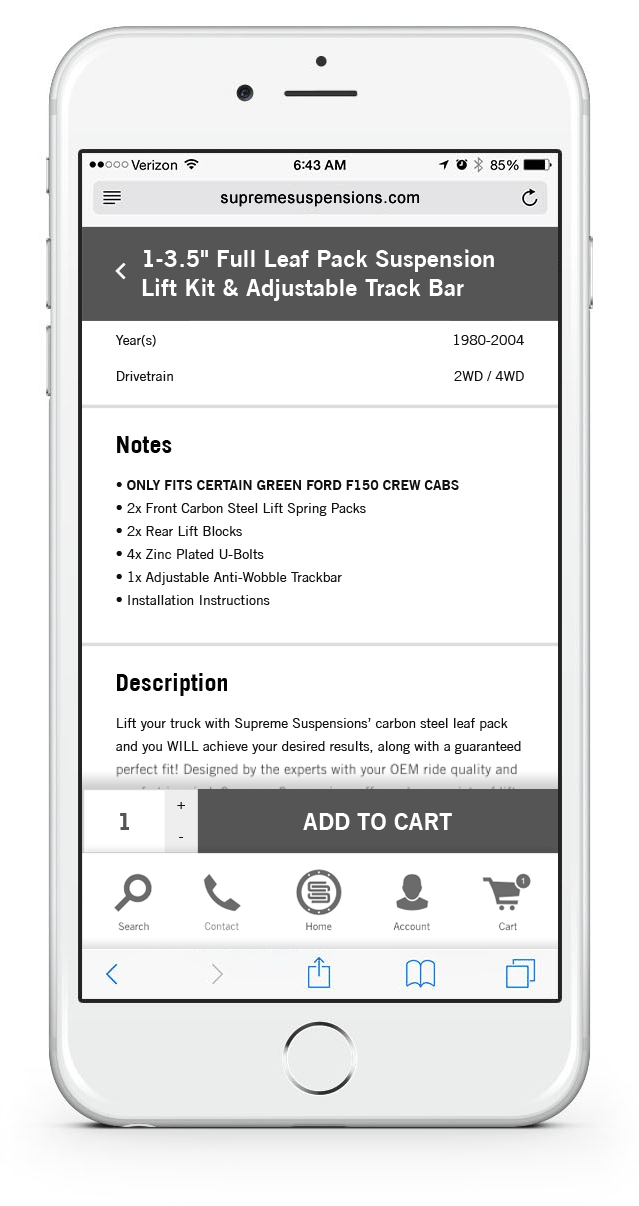 Verizon 6:43 AM 85%
supremesuspensions.com
1-3.5" Full Leaf Pack Suspension
Lift Kit & Adjustable Track Bar
Year(s) 1980-2004
Drivetrain 2WD / 4WD
Notes
• ONLY FITS CERTAIN GREEN FORD F150 CREW CABS
• 2x Front Carbon Steel Lift Spring Packs
• 2x Rear Lift Blocks
• 4x Zinc Plated U-Bolts
• 1x Adjustable Anti-Wobble Trackbar
• Installation Instructions
Description
Lift your truck with Supreme Suspensions’ carbon steel leaf pack
and you WILL achieve your desired results, along with a guaranteed
perfect fit! Designed by the experts with your OEM ride quality and
1 + - ADD TO CART
1
Search Contact Home Account Cart